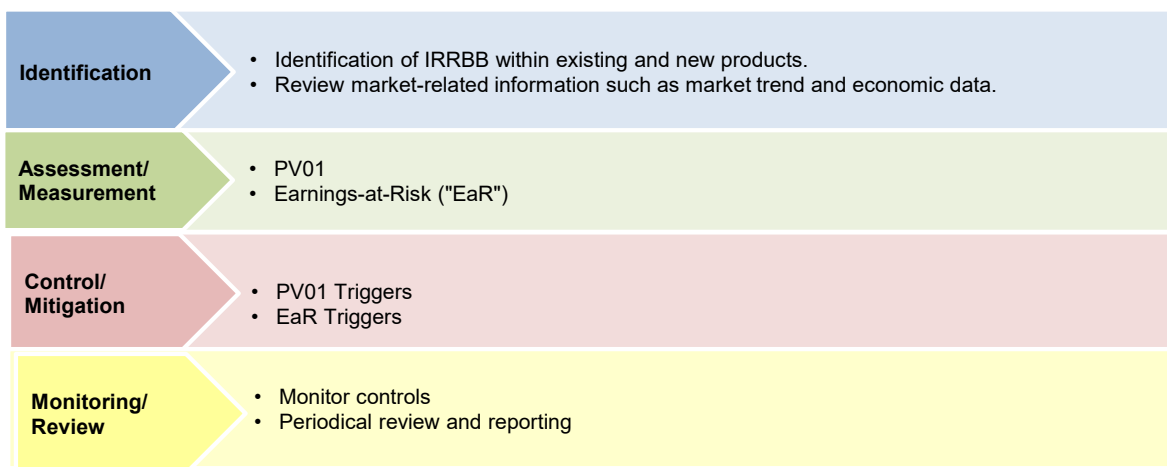 Identification
• Identification of IRRBB within existing and new products.
• Review market-related information such as market trend and economic data.
Assessment/
Measurement
• PV01
• Earnings-at-Risk ("EaR")
Control/
Mitigation
• PV01 Triggers
• EaR Triggers
Monitoring/
Review
• Monitor controls
• Periodical review and reporting